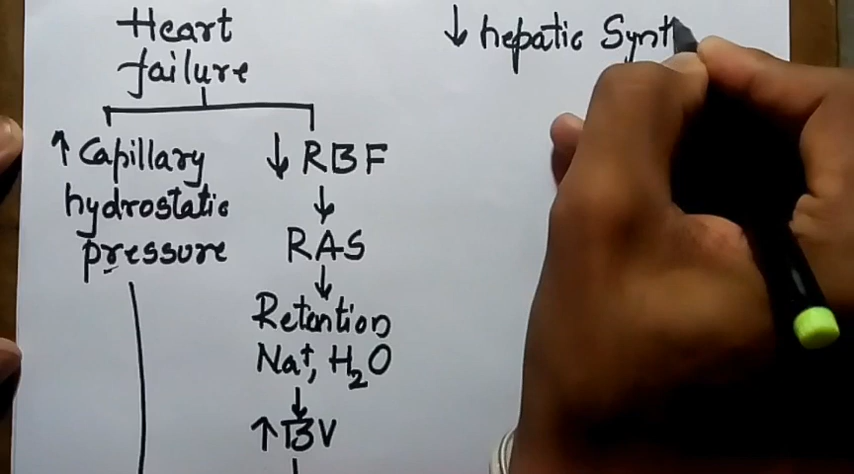 Heart
failure
↑ Capillary
hydrostatic
pressure
↓ RBF
↓
RAS
↓
Retention
Na⁺, H₂O
↓
↑ BV
↓ hepatic Synt